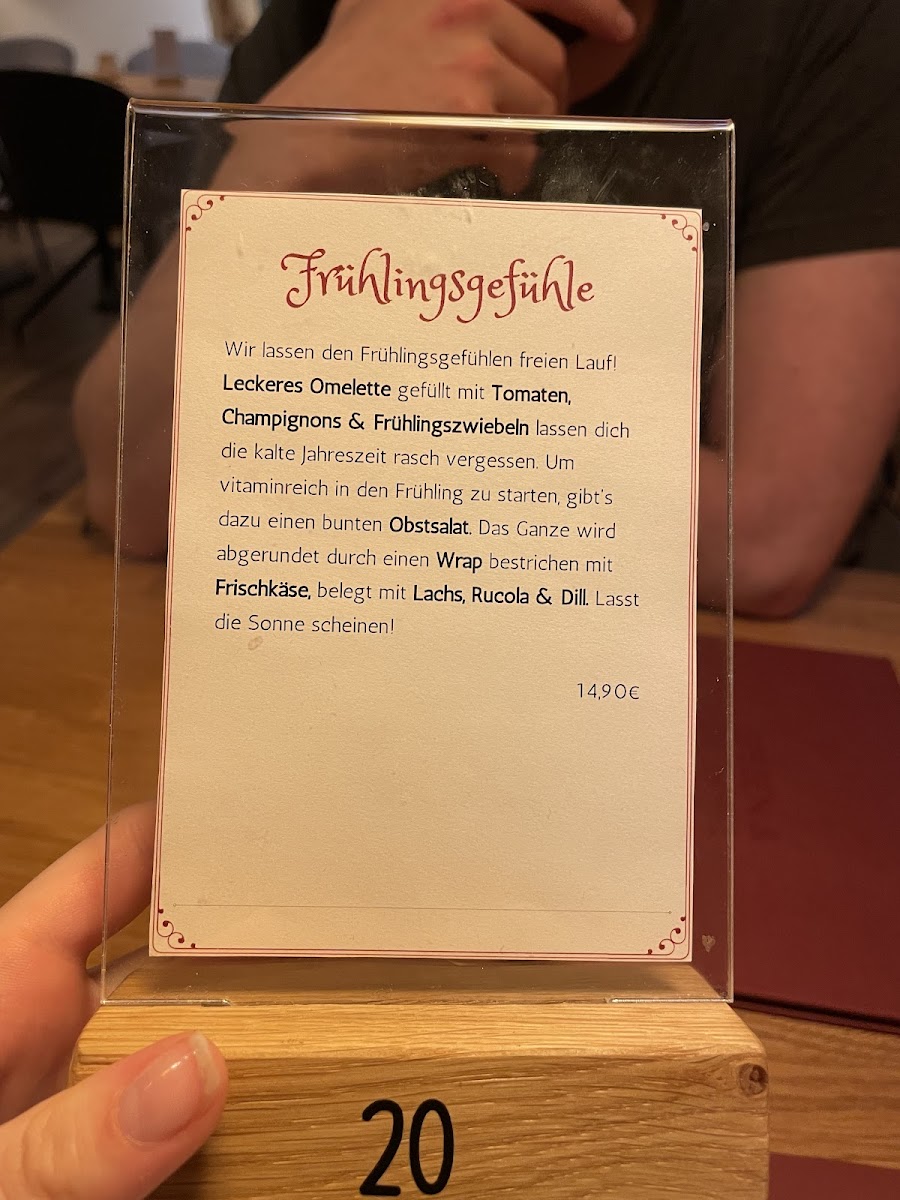 Frühlingsgefühle
Wir lassen den Frühlingsgefühlen freien Lauf!
Leckeres Omelette gefüllt mit Tomaten,
Champignons & Frühlingszwiebeln lassen dich
die kalte Jahreszeit rasch vergessen. Um
vitaminreich in den Frühling zu starten, gibt's
dazu einen bunten Obstsalat. Das Ganze wird
abgerundet durch einen Wrap bestrichen mit
Frischkäse, belegt mit Lachs, Rucola & Dill. Lasst
die Sonne scheinen!
14,90€
20